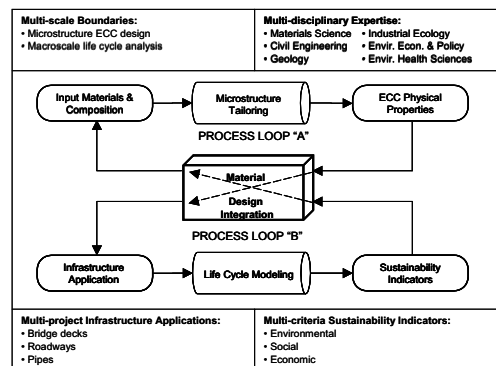 Multi-scale Boundaries:
• Microstructure ECC design
• Macroscale life cycle analysis
Multi-disciplinary Expertise:
• Materials Science • Industrial Ecology
• Civil Engineering • Envir. Econ. & Policy
• Geology • Envir. Health Sciences
Input Materials &
Composition
Microstructure
Tailoring
ECC Physical
Properties
PROCESS LOOP "A"
Material
Design
Integration
PROCESS LOOP "B"
Infrastructure
Application
Life Cycle Modeling
Sustainability
Indicators
Multi-project Infrastructure Applications:
• Bridge decks
• Roadways
• Pipes
Multi-criteria Sustainability Indicators:
• Environmental
• Social
• Economic